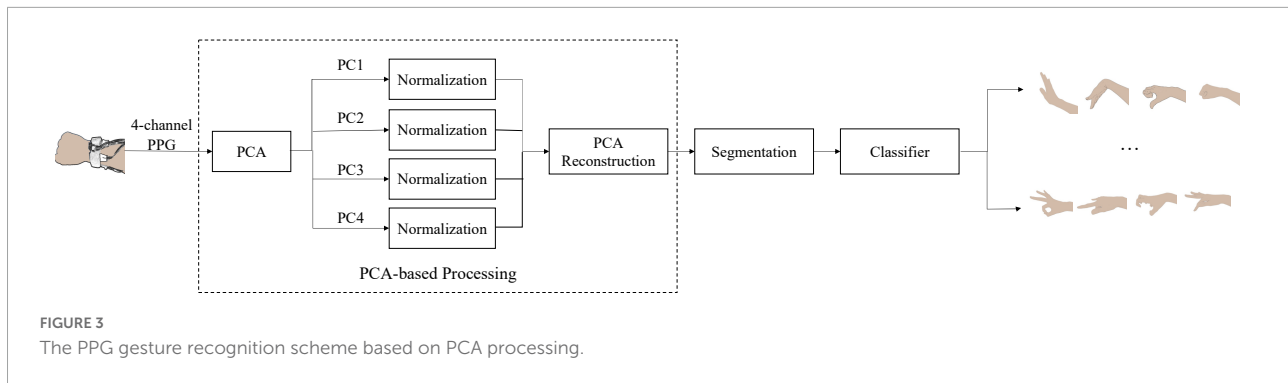 4-channel
PPG
PCA
PC1
PC2
PC3
PC4
Normalization
Normalization
Normalization
Normalization
PCA
Reconstruction
PCA-based Processing
Segmentation
Classifier
...
FIGURE 3
The PPG gesture recognition scheme based on PCA processing.